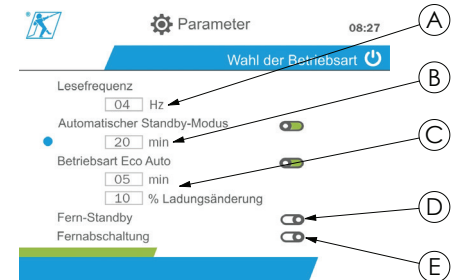 Parameter
08:27
A
Wahl der Betriebsart
Lesefrequenz
04 Hz
B
Automatischer Standby-Modus
20 min
C
Betriebsart Eco Auto
05 min
10 % Ladungsänderung
D
Fern-Standby
Fernabschaltung
E